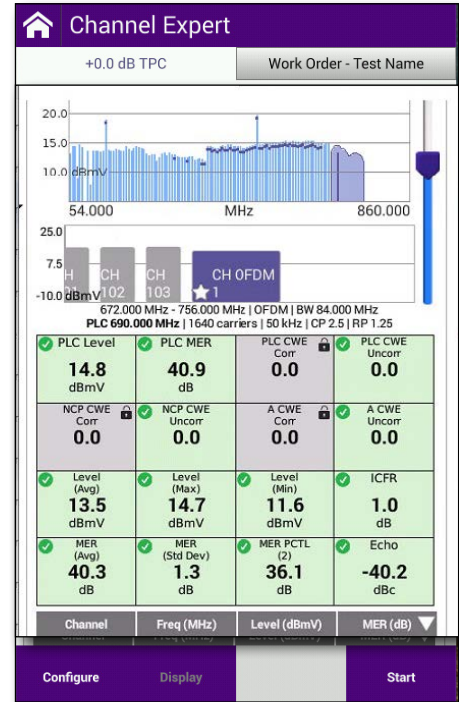 Channel Expert
+0.0 dB TPC
Work Order - Test Name
20.0
15.0
10.0 dBmV
54.000 MHz 860.000
25.0
7.5
-10.0 dBmV
CH
102
CH
103
CH OFDM
1
672.000 MHz - 756.000 MHz | OFDM | BW 84.000 MHz
PLC 690.000 MHz | 1640 carriers | 50 kHz | CP 2.5 | RP 1.25
PLC Level
14.8
dBmV
PLC MER
40.9
dB
PLC CWE
Corr
0.0
PLC CWE
Uncorr
0.0
NCP CWE
Corr
0.0
NCP CWE
Uncorr
0.0
A CWE
Corr
0.0
A CWE
Uncorr
0.0
Level
(Avg)
13.5
dBmV
Level
(Max)
14.7
dBmV
Level
(Min)
11.6
dBmV
ICFR
1.0
dB
MER
(Avg)
40.3
dB
MER
(Std Dev)
1.3
dB
MER PCTL
(2)
36.1
dB
Echo
-40.2
dBc
Channel Freq (MHz) Level (dBmV) MER (dB)
Configure
Display
Start